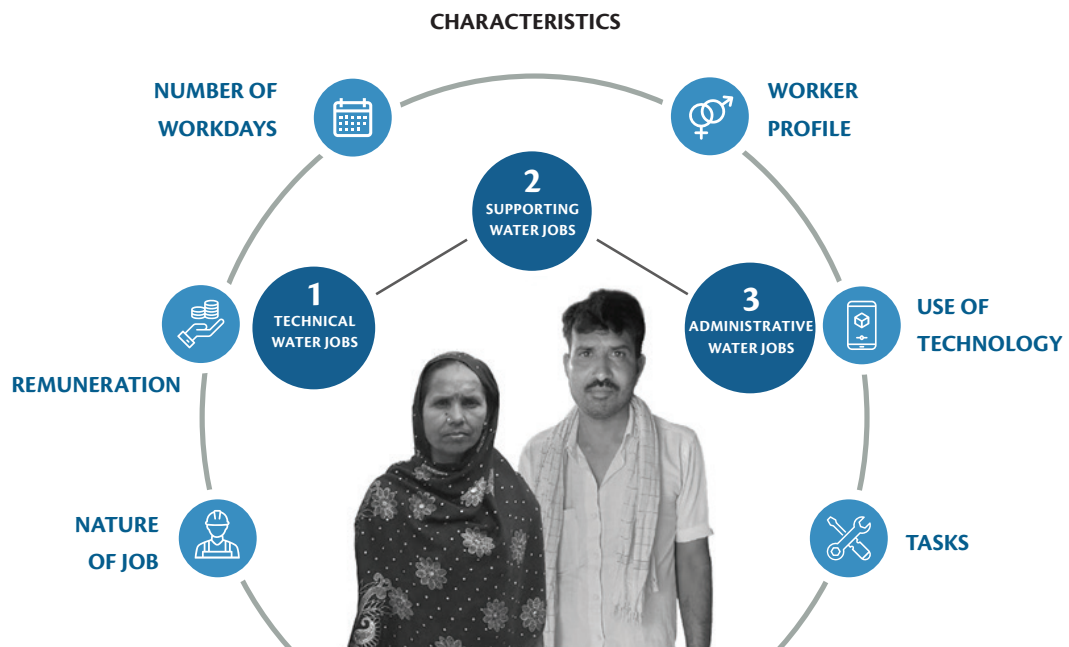 CHARACTERISTICS
NUMBER OF
WORKDAYS
WORKER
PROFILE
2
SUPPORTING
WATER JOBS
1
TECHNICAL
WATER JOBS
3
ADMINISTRATIVE
WATER JOBS
USE OF
TECHNOLOGY
REMUNERATION
NATURE
OF JOB
TASKS